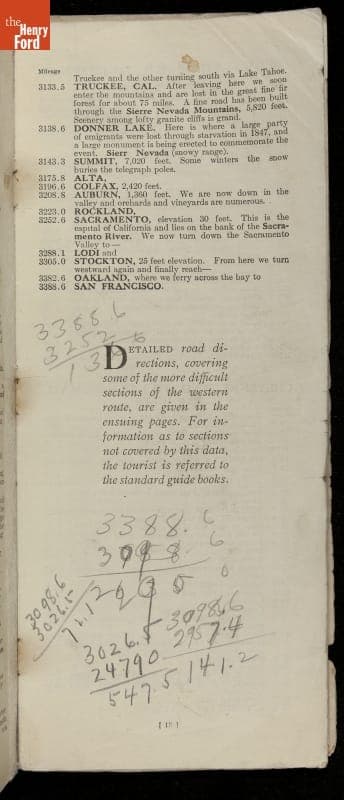 the
Henry
Ford
Mileage
Truckee and the other turning south via Lake Tahoe.
3133.5 TRUCKEE, CAL. After leaving here we soon
enter the mountains and are lost in the great fine fir
forest for about 75 miles. A fine road has been built
through the Sierre Nevada Mountains, 5,820 feet.
Scenery among lofty granite cliffs is grand.
3138.6 DONNER LAKE. Here is where a large party
of emigrants were lost through starvation in 1847, and
a large monument is being erected to commemorate the
event. Sierr Nevada (snowy range).
3143.3 SUMMIT, 7,020 feet. Some winters the snow
buries the telegraph poles.
3175.8 ALTA,
3196.6 COLFAX, 2,420 feet.
3208.8 AUBURN, 1,360 feet. We are now down in the
valley and orchards and vineyards are numerous.
3223.0 ROCKLAND,
3252.6 SACRAMENTO, elevation 30 feet. This is the
capital of California and lies on the bank of the Sacra-
mento River. We now turn down the Sacramento
Valley to—
3288.1 LODI and
3305.0 STOCKTON, 25 feet elevation. From here we turn
westward again and finally reach—
3382.6 OAKLAND, where we ferry across the bay to
3388.6 SAN FRANCISCO.
3388.6
3252.6
DETAILED road di-
rections, covering
some of the more difficult
sections of the western
route, are given in the
ensuing pages. For in-
formation as to sections
not covered by this data,
the tourist is referred to
the standard guide books.
3388.6
3098.6
3098.6
3026.5
3026.5
24790
547.5
3098.6
2957.4
141.2